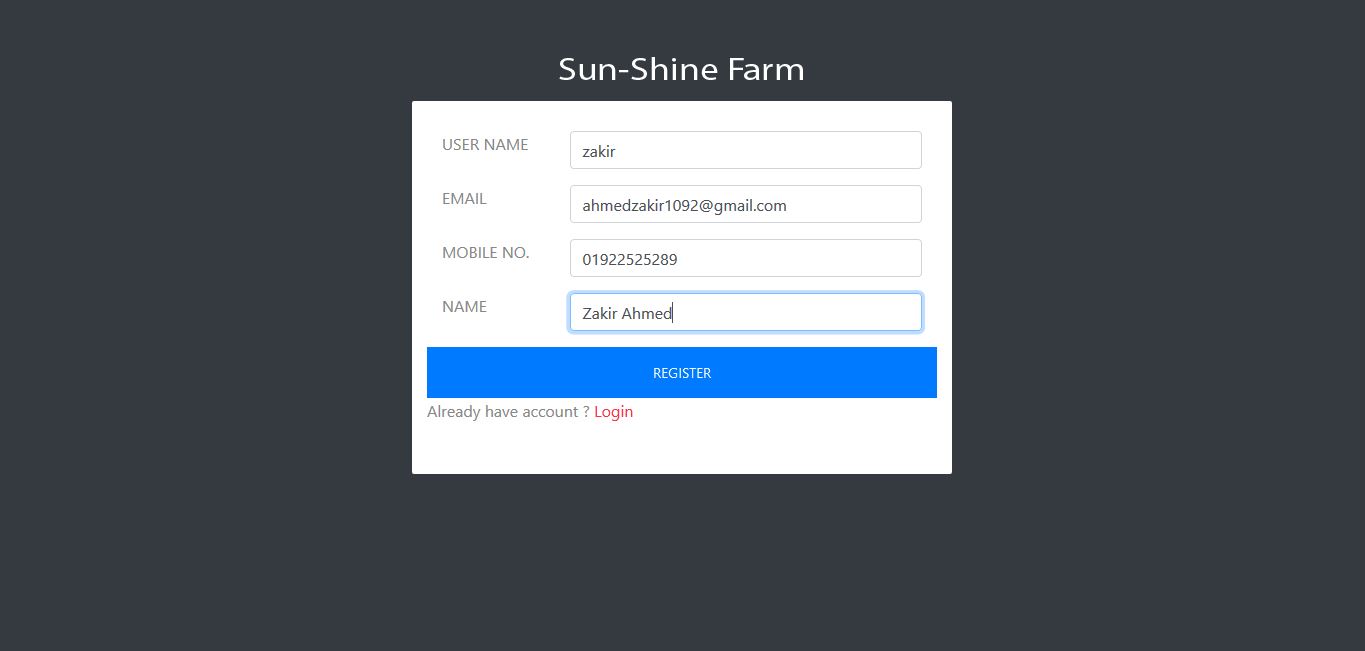 Sun-Shine Farm
USER NAME zakir
EMAIL ahmedzakir1092@gmail.com
MOBILE NO. 01922525289
NAME Zakir Ahmed
REGISTER
Already have account ? Login